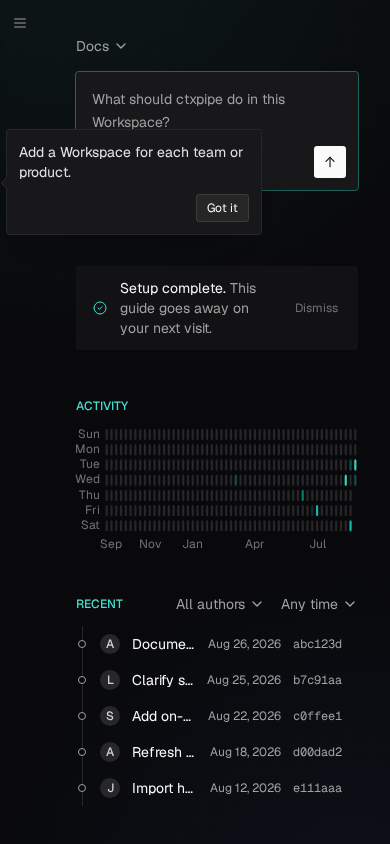 Docs
What should ctxpipe do in this
Workspace?
Add a Workspace for each team or
product.
Got it
Setup complete. This
guide goes away on
your next visit.
Dismiss
ACTIVITY
Sun
Mon
Tue
Wed
Thu
Fri
Sat
Sep Nov Jan Apr Jul
RECENT All authors Any time
A Docume... Aug 26, 2026 abc123d
L Clarify s... Aug 25, 2026 b7c91aa
S Add on-... Aug 22, 2026 c0ffee1
A Refresh ... Aug 18, 2026 d00dad2
J Import h... Aug 12, 2026 e111aaa